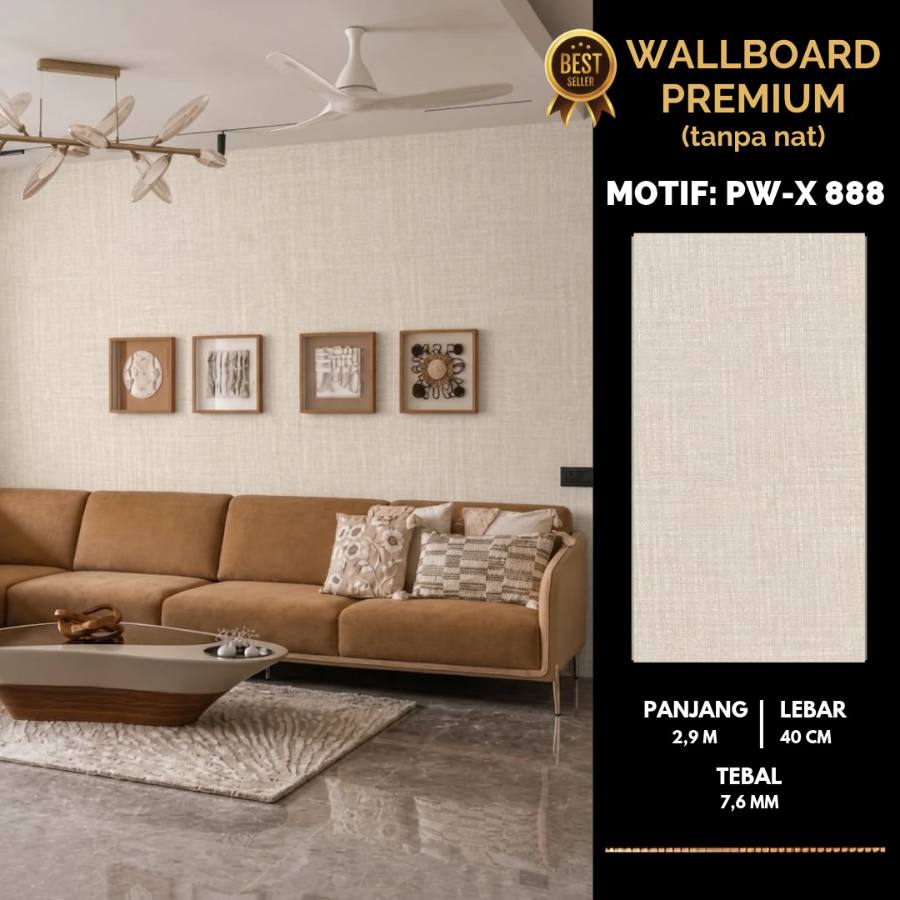 BEST
SELLER
WALLBOARD
PREMIUM
(tanpa nat)
MOTIF: PW-X 888
PANJANG | LEBAR
2,9 M | 40 CM
TEBAL
7,6 MM